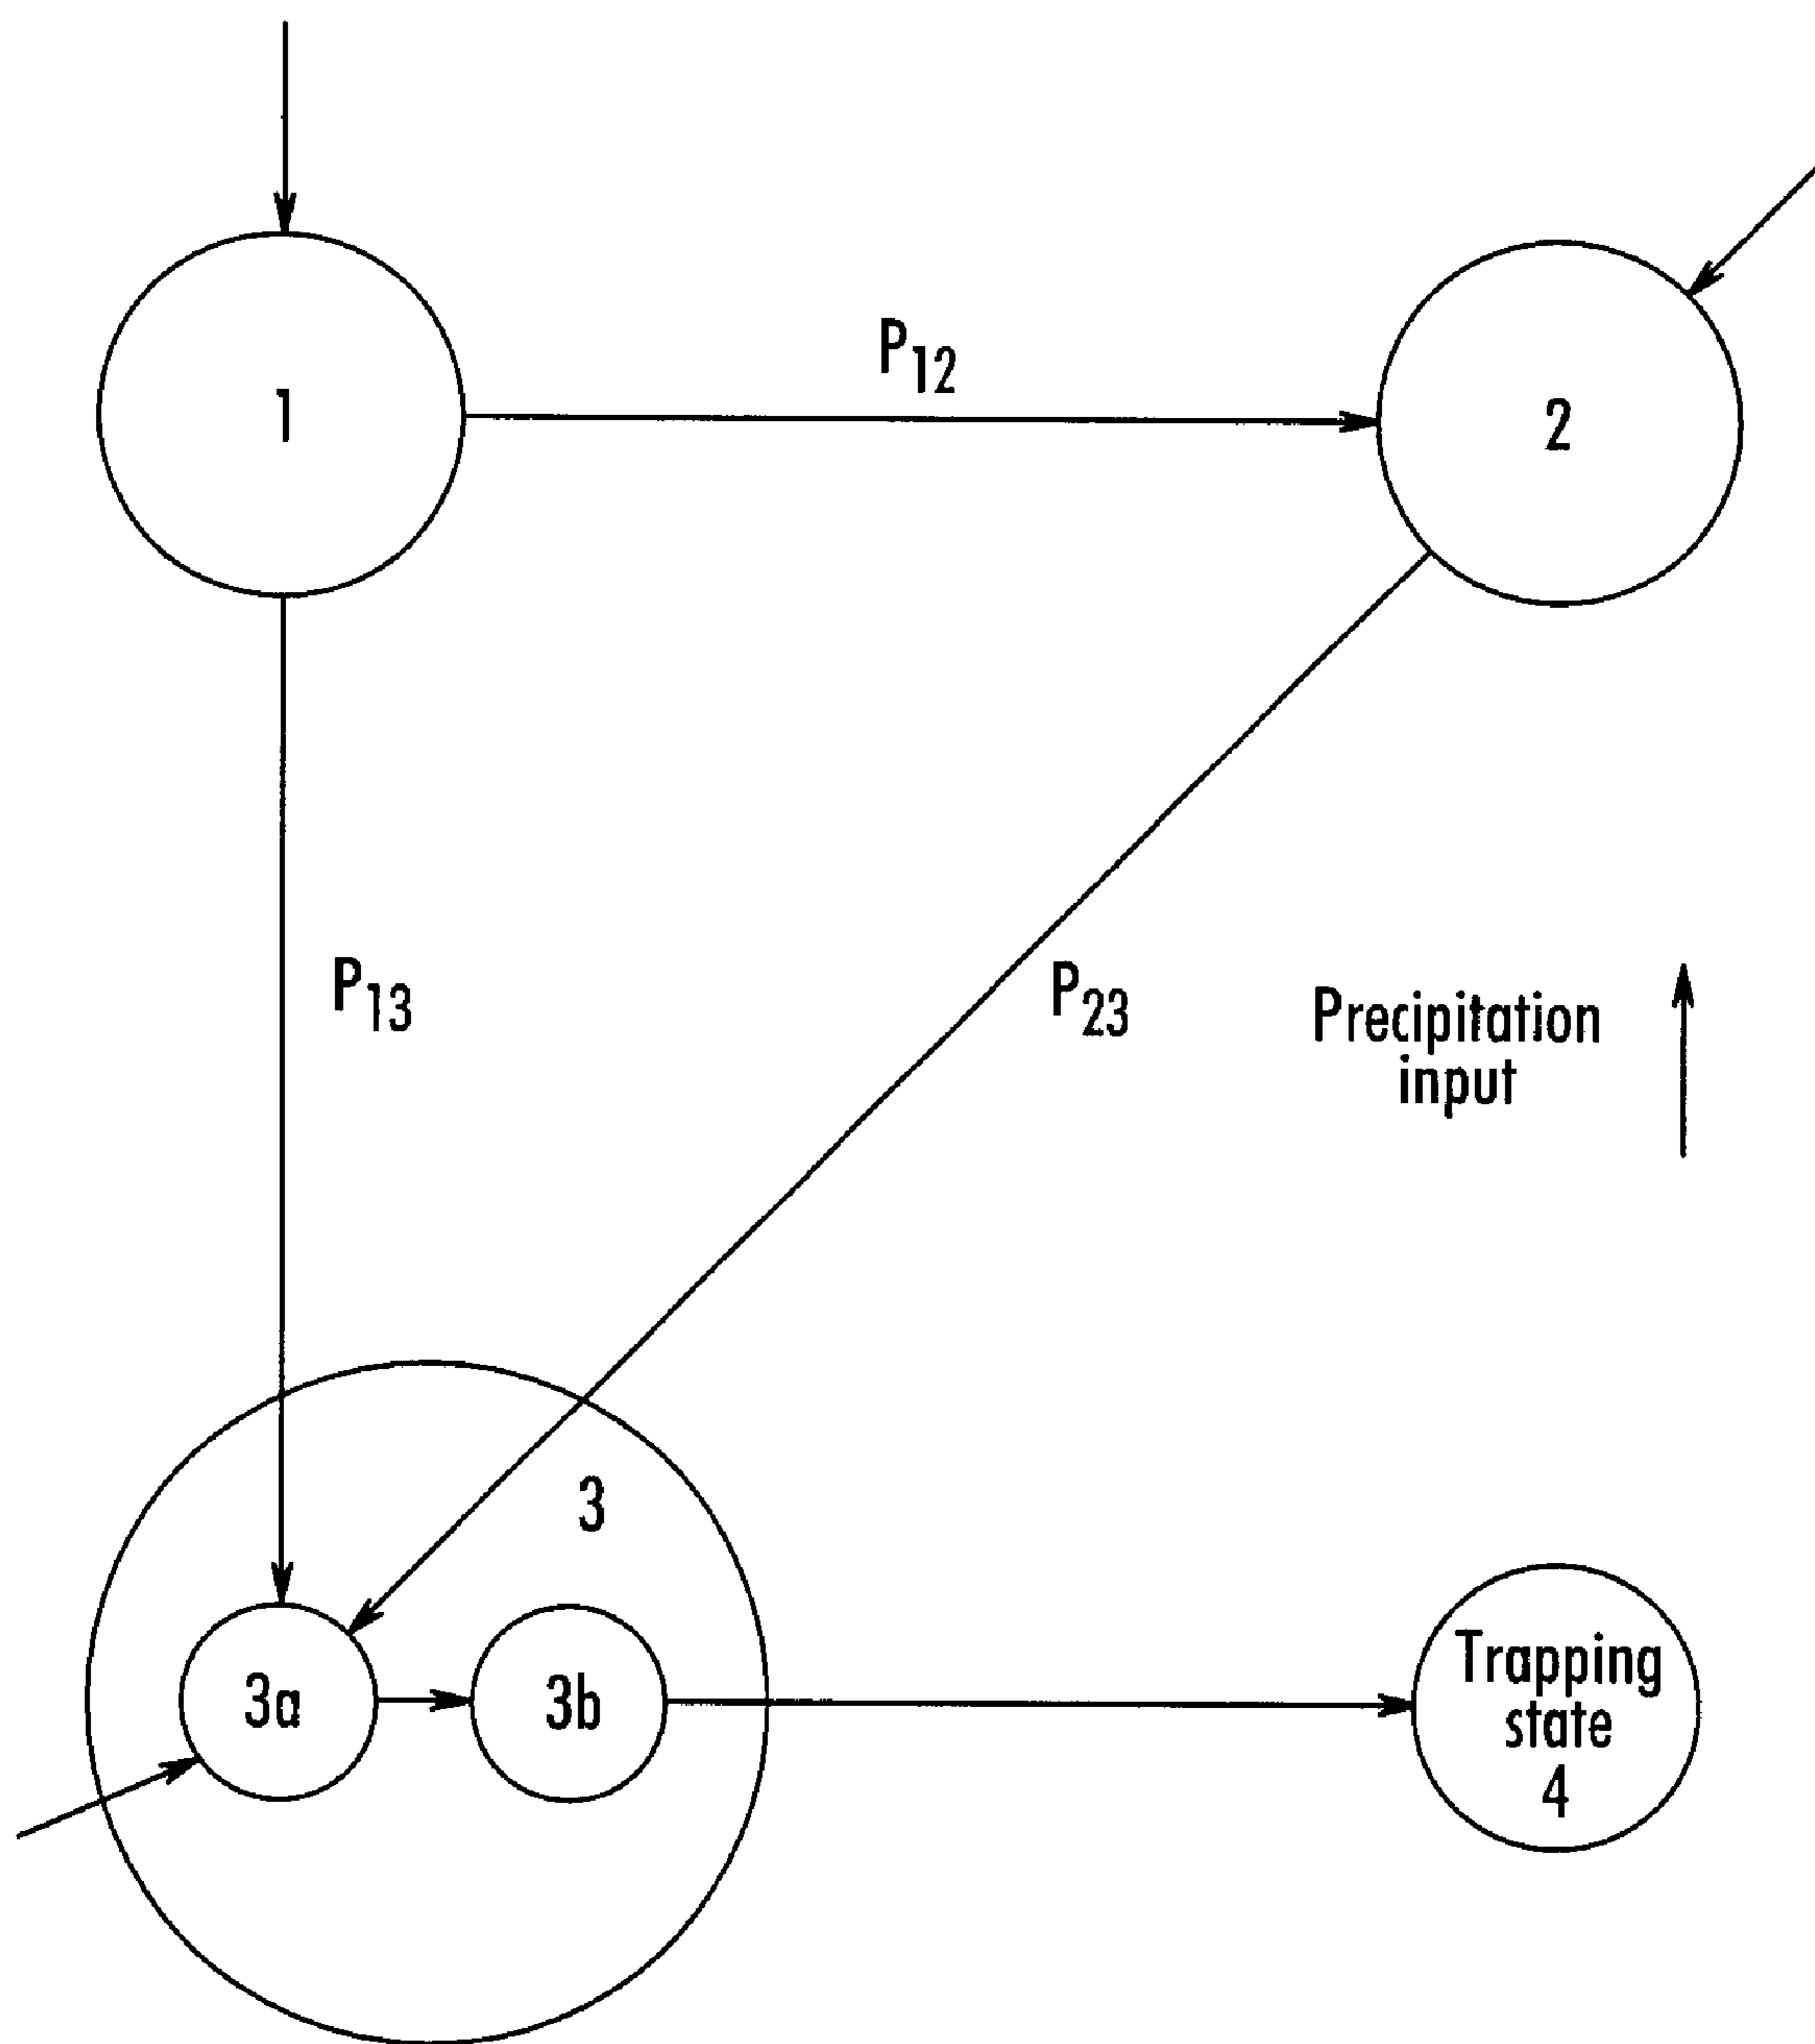 1
P12
2
P13
P23
Precipitation
input
3
3a
3b
Trapping
state
4